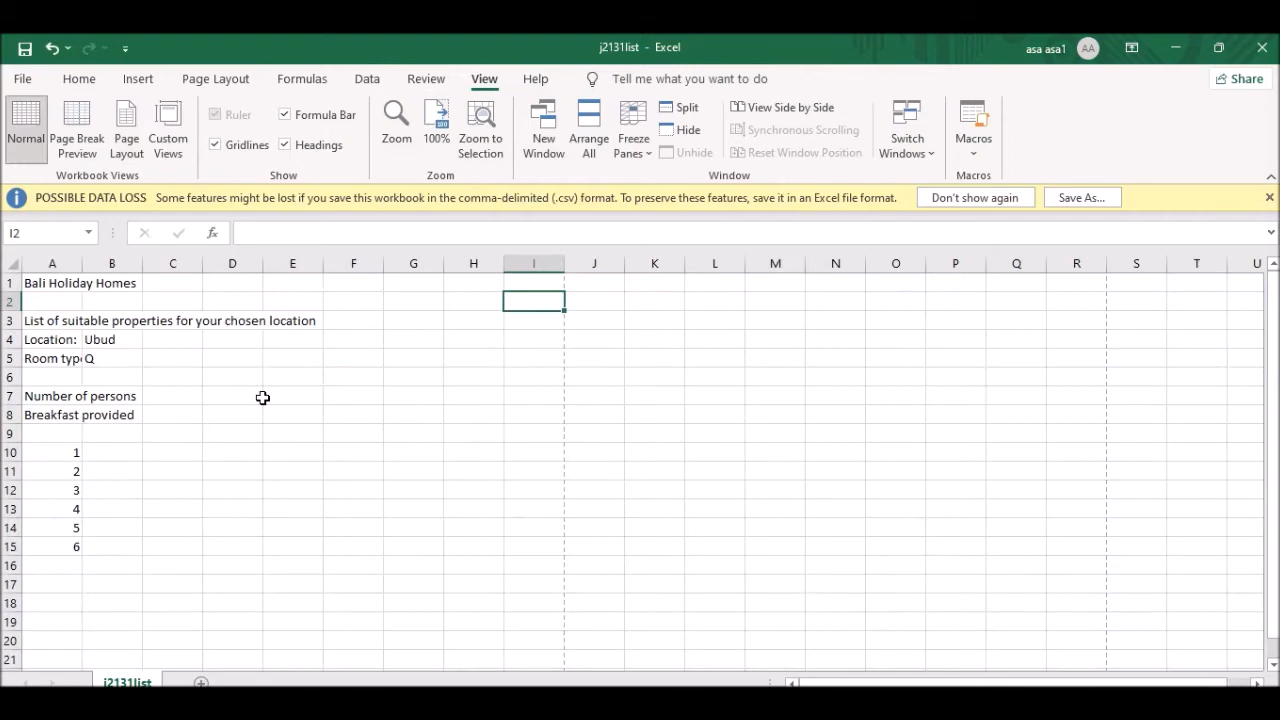 j2131list - Excel
asa asa1 AA
File Home Insert Page Layout Formulas Data Review View Help Tell me what you want to do Share
Normal Page Break Preview Page Layout Custom Views
Workbook Views
Ruler Formula Bar
Gridlines Headings
Show
Zoom 100% Zoom to Selection
Zoom
New Window Arrange All Freeze Panes
Split
Hide
Unhide
View Side by Side
Synchronous Scrolling
Reset Window Position
Switch Windows
Window
Macros
Macros
POSSIBLE DATA LOSS Some features might be lost if you save this workbook in the comma-delimited (.csv) format. To preserve these features, save it in an Excel file format. Don't show again Save As...
I2 fx
A B C D E F G H I J K L M N O P Q R S T U
1 Bali Holiday Homes
2
3 List of suitable properties for your chosen location
4 Location: Ubud
5 Room type Q
6
7 Number of persons
8 Breakfast provided
9
10 1
11 2
12 3
13 4
14 5
15 6
16
17
18
19
20
21
j2131list